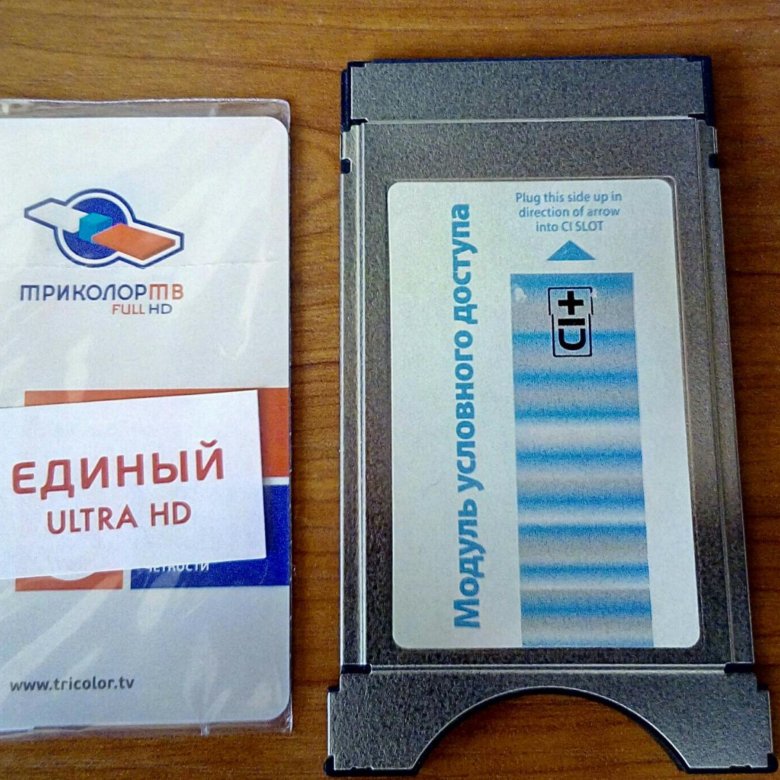 ТРИКОЛОР ТВ
FULL HD
ЕДИНЫЙ
ULTRA HD
ЧЕТКОСТИ
www.tricolor.tv
Модуль условного доступа
Plug this side up in
direction of arrow
into CI SLOT
CI+